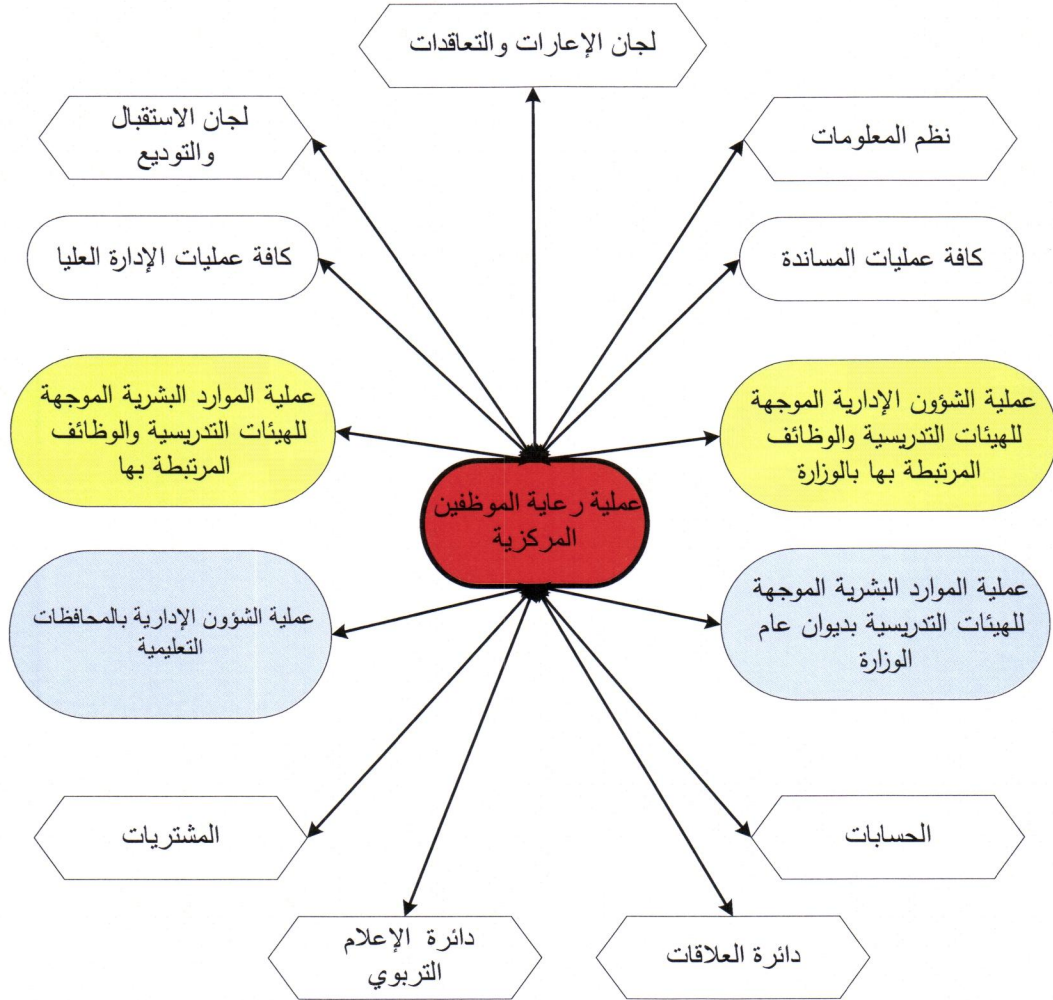 لجان الإعارات والتعاقدات
نظم المعلومات
لجان الاستقبال
والتوديع
كافة عمليات المساندة
كافة عمليات الإدارة العليا
عملية الشؤون الإدارية الموجهة
للهيئات التدريسية والوظائف
المرتبطة بها بالوزارة
عملية الموارد البشرية الموجهة
للهيئات التدريسية والوظائف
المرتبطة بها
عملية رعاية الموظفين
المركزية
عملية الموارد البشرية الموجهة
للهيئات التدريسية بديوان عام
الوزارة
عملية الشؤون الإدارية بالمحافظات
التعليمية
الحسابات
المشتريات
دائرة العلاقات
دائرة الإعلام
التربوي